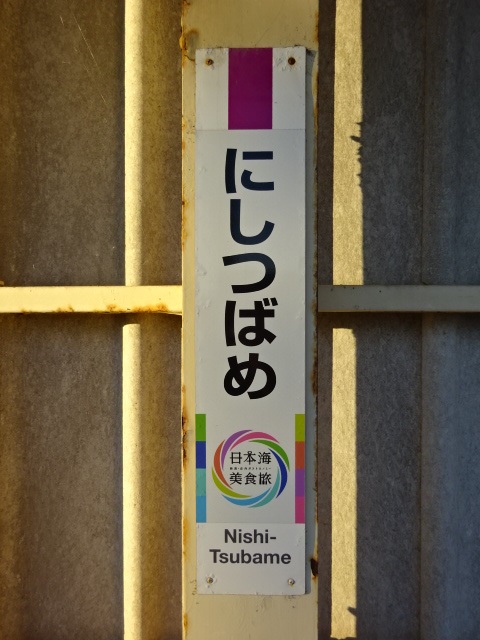 にしつばめ
日本海
美食旅
Nishi-
Tsubame